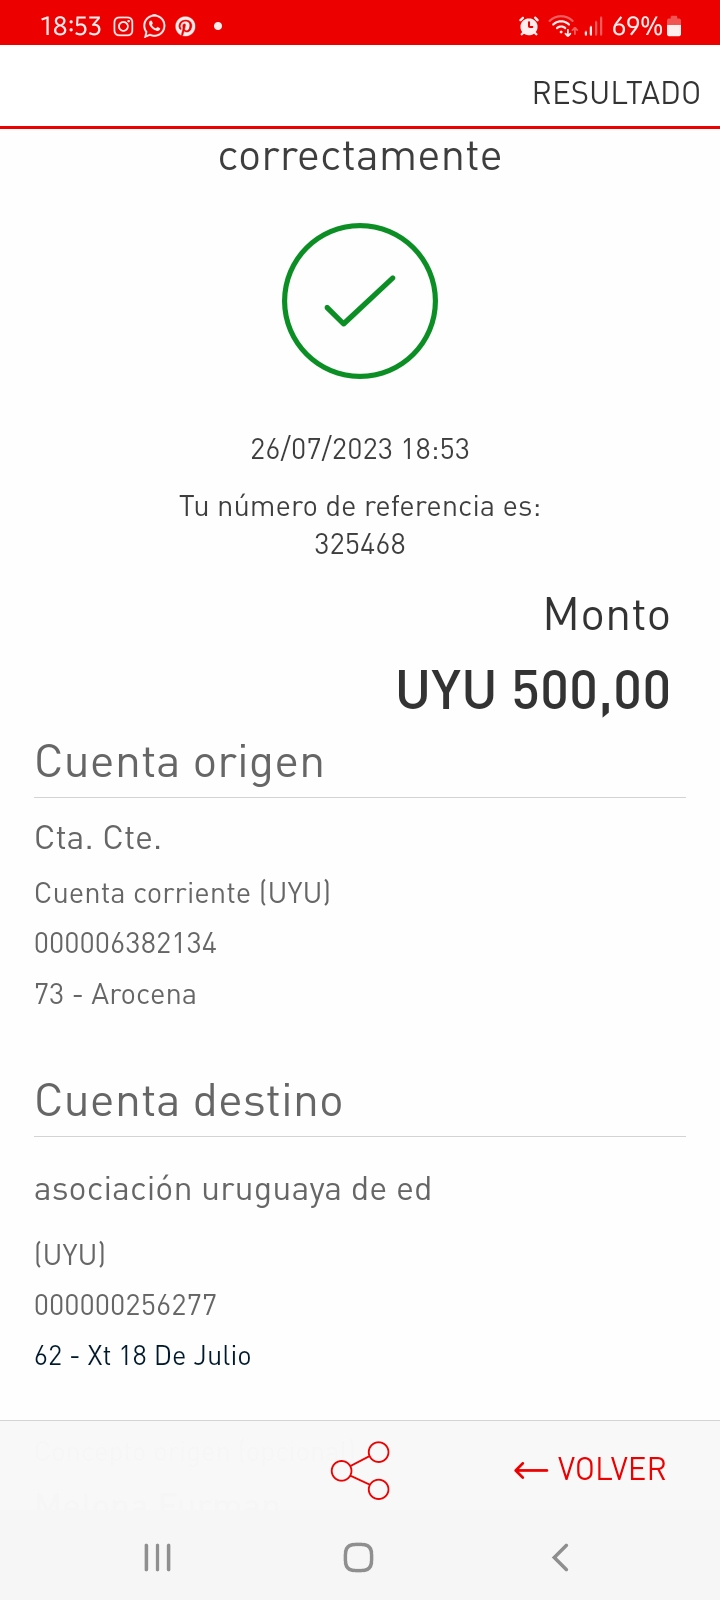 18:53
69%
RESULTADO
correctamente
26/07/2023 18:53
Tu número de referencia es:
325468
Monto
UYU 500,00
Cuenta origen
Cta. Cte.
Cuenta corriente (UYU)
000006382134
73 - Arocena
Cuenta destino
asociación uruguaya de ed
(UYU)
000000256277
62 - Xt 18 De Julio
VOLVER